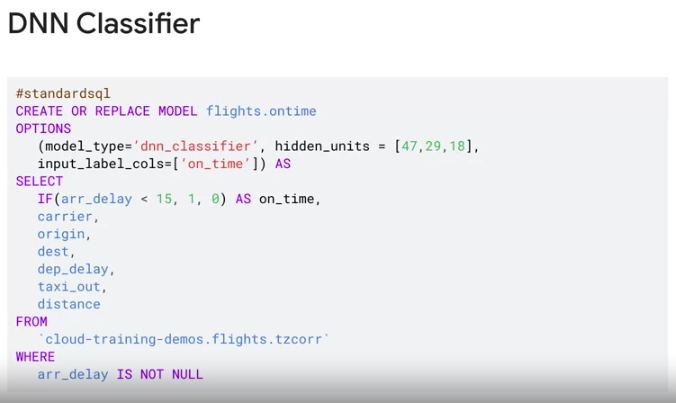 DNN Classifier
#standardsql
CREATE OR REPLACE MODEL flights.ontime
OPTIONS
(model_type='dnn_classifier', hidden_units = [47,29,18],
input_label_cols=['on_time']) AS
SELECT
IF(arr_delay < 15, 1, 0) AS on_time,
carrier,
origin,
dest,
dep_delay,
taxi_out,
distance
FROM
`cloud-training-demos.flights.tzcorr`
WHERE
arr_delay IS NOT NULL